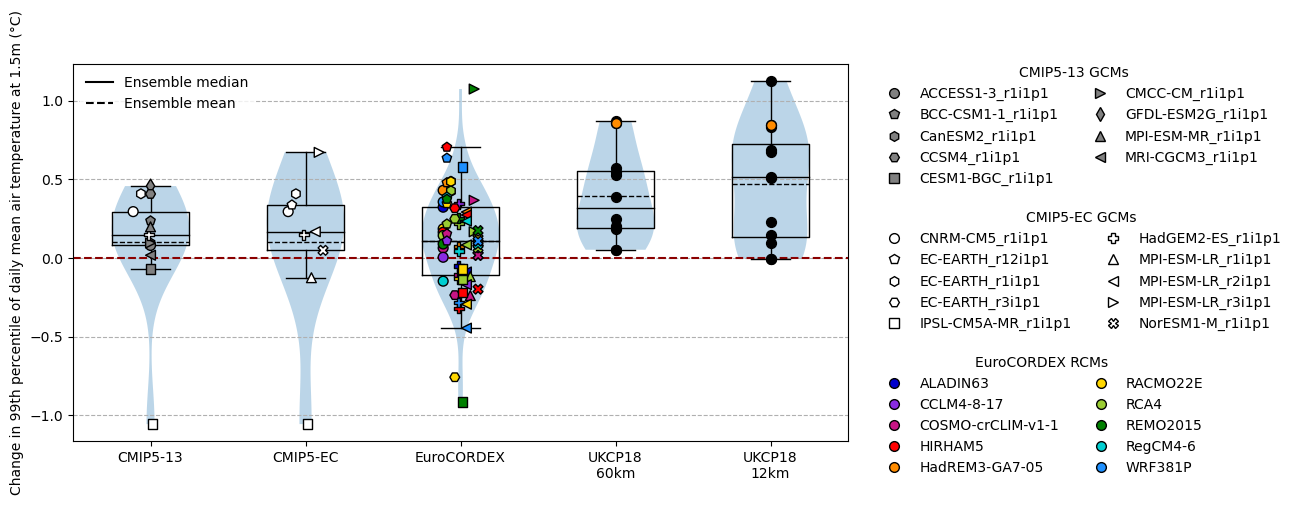 Change in 99th percentile of daily mean air temperature at 1.5m (°C)
1.0
0.5
0.0
−0.5
−1.0
Ensemble median
Ensemble mean
CMIP5-13
CMIP5-EC
EuroCORDEX
UKCP18
60km
UKCP18
12km
CMIP5-13 GCMs
ACCESS1-3_r1i1p1
BCC-CSM1-1_r1i1p1
CanESM2_r1i1p1
CCSM4_r1i1p1
CESM1-BGC_r1i1p1
CMCC-CM_r1i1p1
GFDL-ESM2G_r1i1p1
MPI-ESM-MR_r1i1p1
MRI-CGCM3_r1i1p1
CMIP5-EC GCMs
CNRM-CM5_r1i1p1
EC-EARTH_r12i1p1
EC-EARTH_r1i1p1
EC-EARTH_r3i1p1
IPSL-CM5A-MR_r1i1p1
HadGEM2-ES_r1i1p1
MPI-ESM-LR_r1i1p1
MPI-ESM-LR_r2i1p1
MPI-ESM-LR_r3i1p1
NorESM1-M_r1i1p1
EuroCORDEX RCMs
ALADIN63
CCLM4-8-17
COSMO-crCLIM-v1-1
HIRHAM5
HadREM3-GA7-05
RACMO22E
RCA4
REMO2015
RegCM4-6
WRF381P